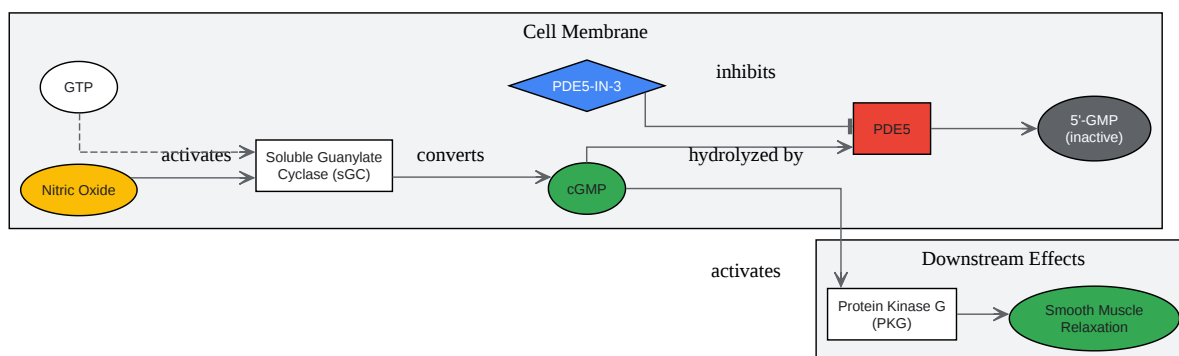 Cell Membrane
GTP
PDE5-IN-3
inhibits
PDE5
5'-GMP
(inactive)
activates
Soluble Guanylate
Cyclase (sGC)
converts
hydrolyzed by
Nitric Oxide
cGMP
Downstream Effects
activates
Protein Kinase G
(PKG)
Smooth Muscle
Relaxation